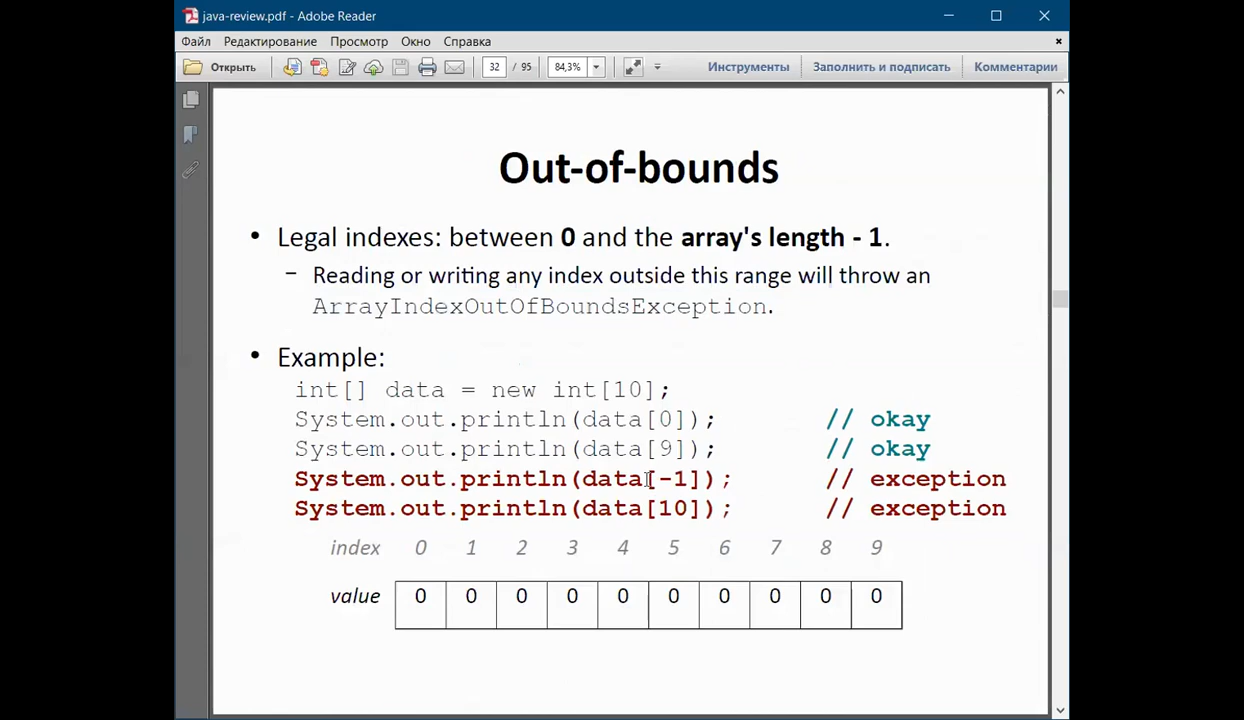 java-review.pdf - Adobe Reader
Файл Редактирование Просмотр Окно Справка
Открыть 32 / 95 84,3% Инструменты Заполнить и подписать Комментарии
Out-of-bounds
• Legal indexes: between 0 and the array's length - 1.
– Reading or writing any index outside this range will throw an
ArrayIndexOutOfBoundsException.
• Example:
int[] data = new int[10];
System.out.println(data[0]); // okay
System.out.println(data[9]); // okay
System.out.println(data[-1]); // exception
System.out.println(data[10]); // exception
index 0 1 2 3 4 5 6 7 8 9
value 0 0 0 0 0 0 0 0 0 0